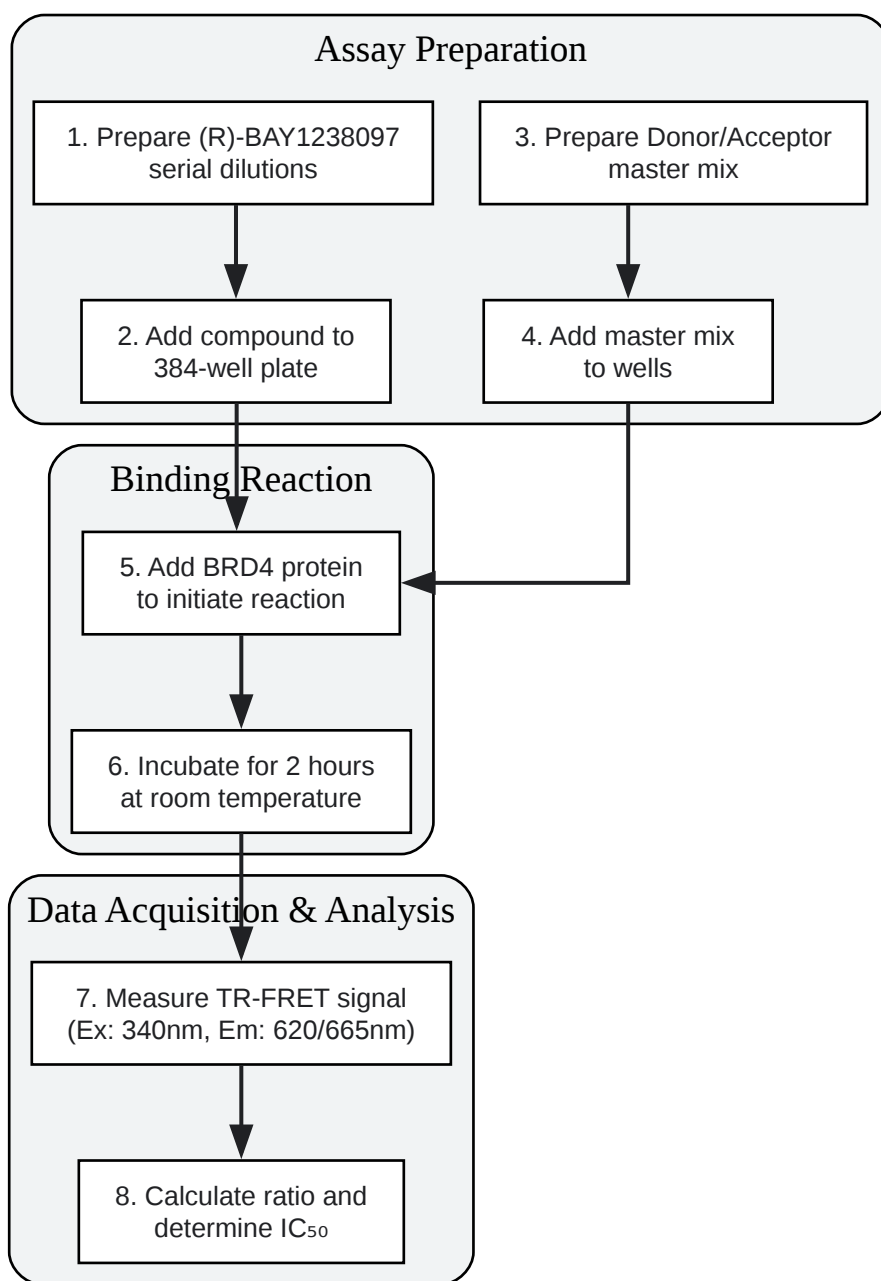 Assay Preparation
1. Prepare (R)-BAY1238097
serial dilutions
3. Prepare Donor/Acceptor
master mix
2. Add compound to
384-well plate
4. Add master mix
to wells
Binding Reaction
5. Add BRD4 protein
to initiate reaction
6. Incubate for 2 hours
at room temperature
Data Acquisition & Analysis
7. Measure TR-FRET signal
(Ex: 340nm, Em: 620/665nm)
8. Calculate ratio and
determine IC₅₀